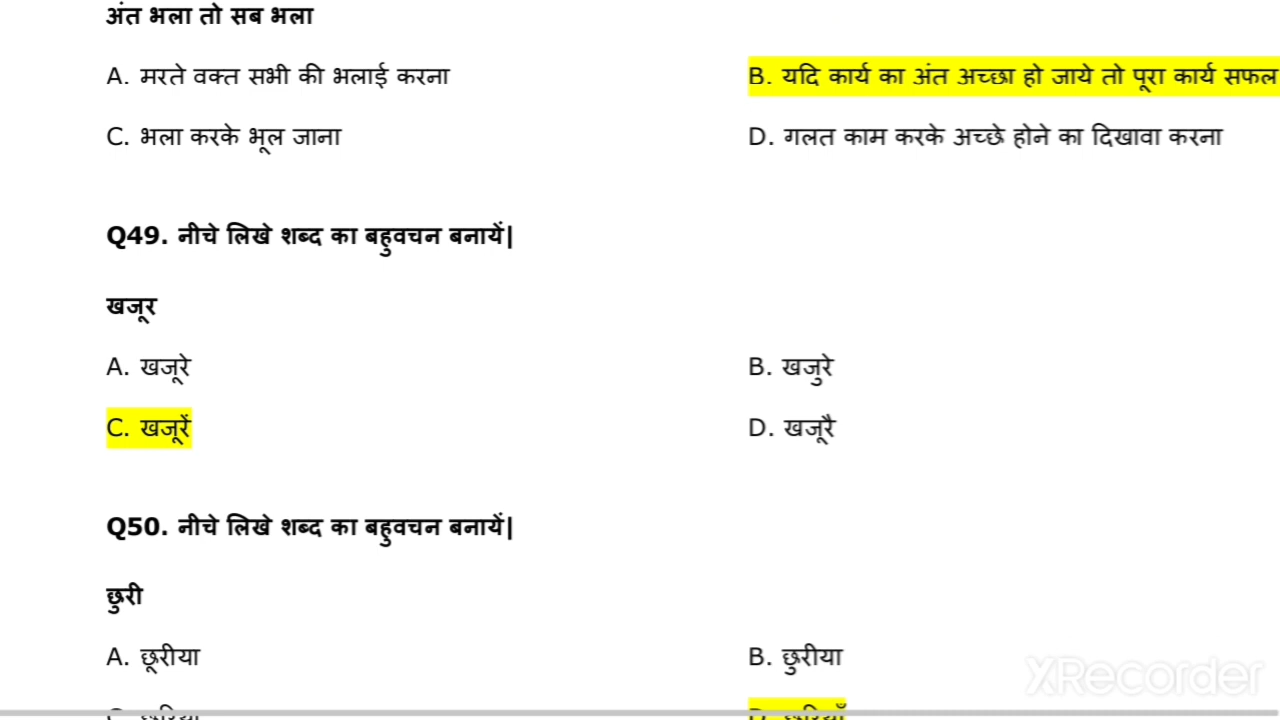 अंत भला तो सब भला
A. मरते वक्त सभी की भलाई करना
B. यदि कार्य का अंत अच्छा हो जाये तो पूरा कार्य सफल
C. भला करके भूल जाना
D. गलत काम करके अच्छे होने का दिखावा करना
Q49. नीचे लिखे शब्द का बहुवचन बनायें|
खजूर
A. खजूरे
B. खजुरे
C. खजूरें
D. खजूरै
Q50. नीचे लिखे शब्द का बहुवचन बनायें|
छुरी
A. छूरीया
B. छुरीया
XRecorder